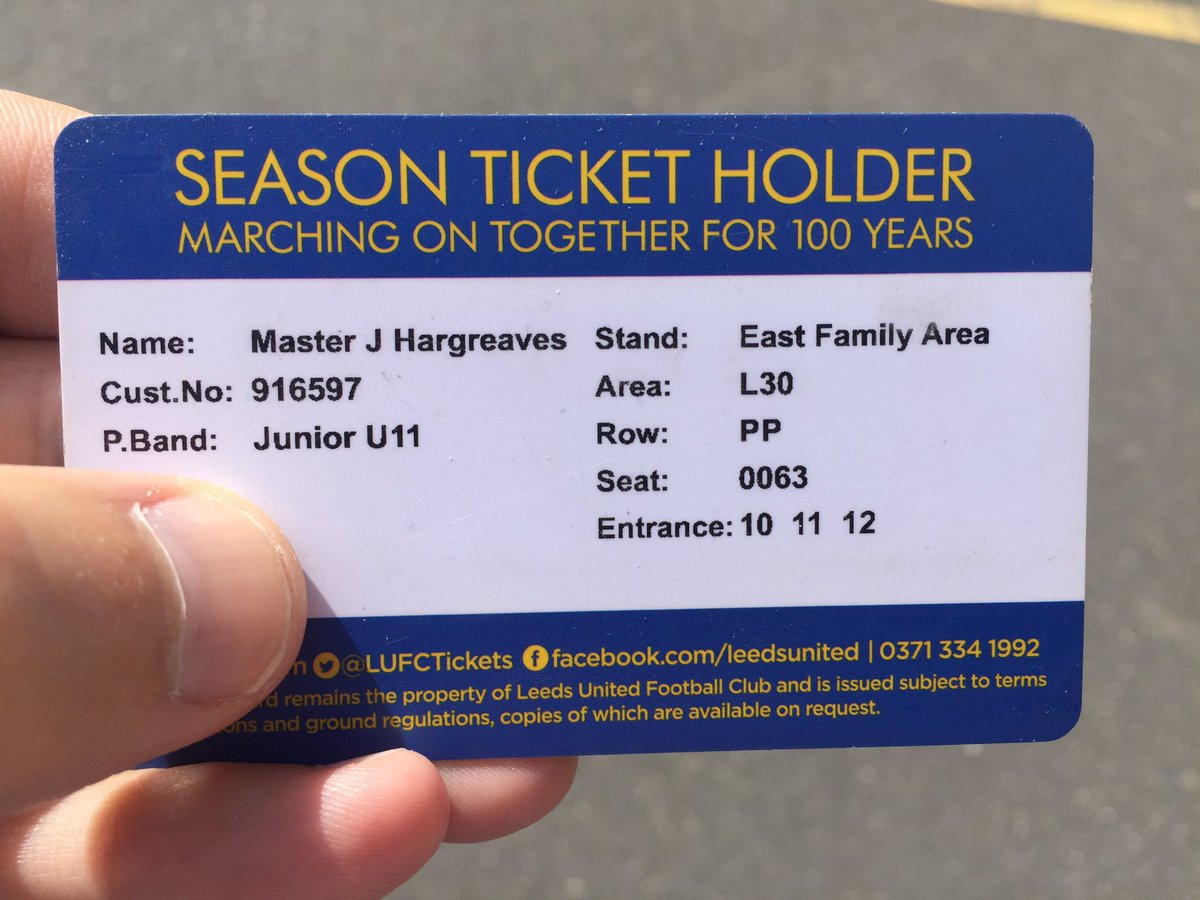 SEASON TICKET HOLDER
MARCHING ON TOGETHER FOR 100 YEARS
Name: Master J Hargreaves
Cust.No: 916597
P.Band: Junior U11
Stand: East Family Area
Area: L30
Row: PP
Seat: 0063
Entrance: 10 11 12
@LUFCTickets facebook.com/leedsunited | 0371 334 1992
remains the property of Leeds United Football Club and is issued subject to terms
and ground regulations, copies of which are available on request.